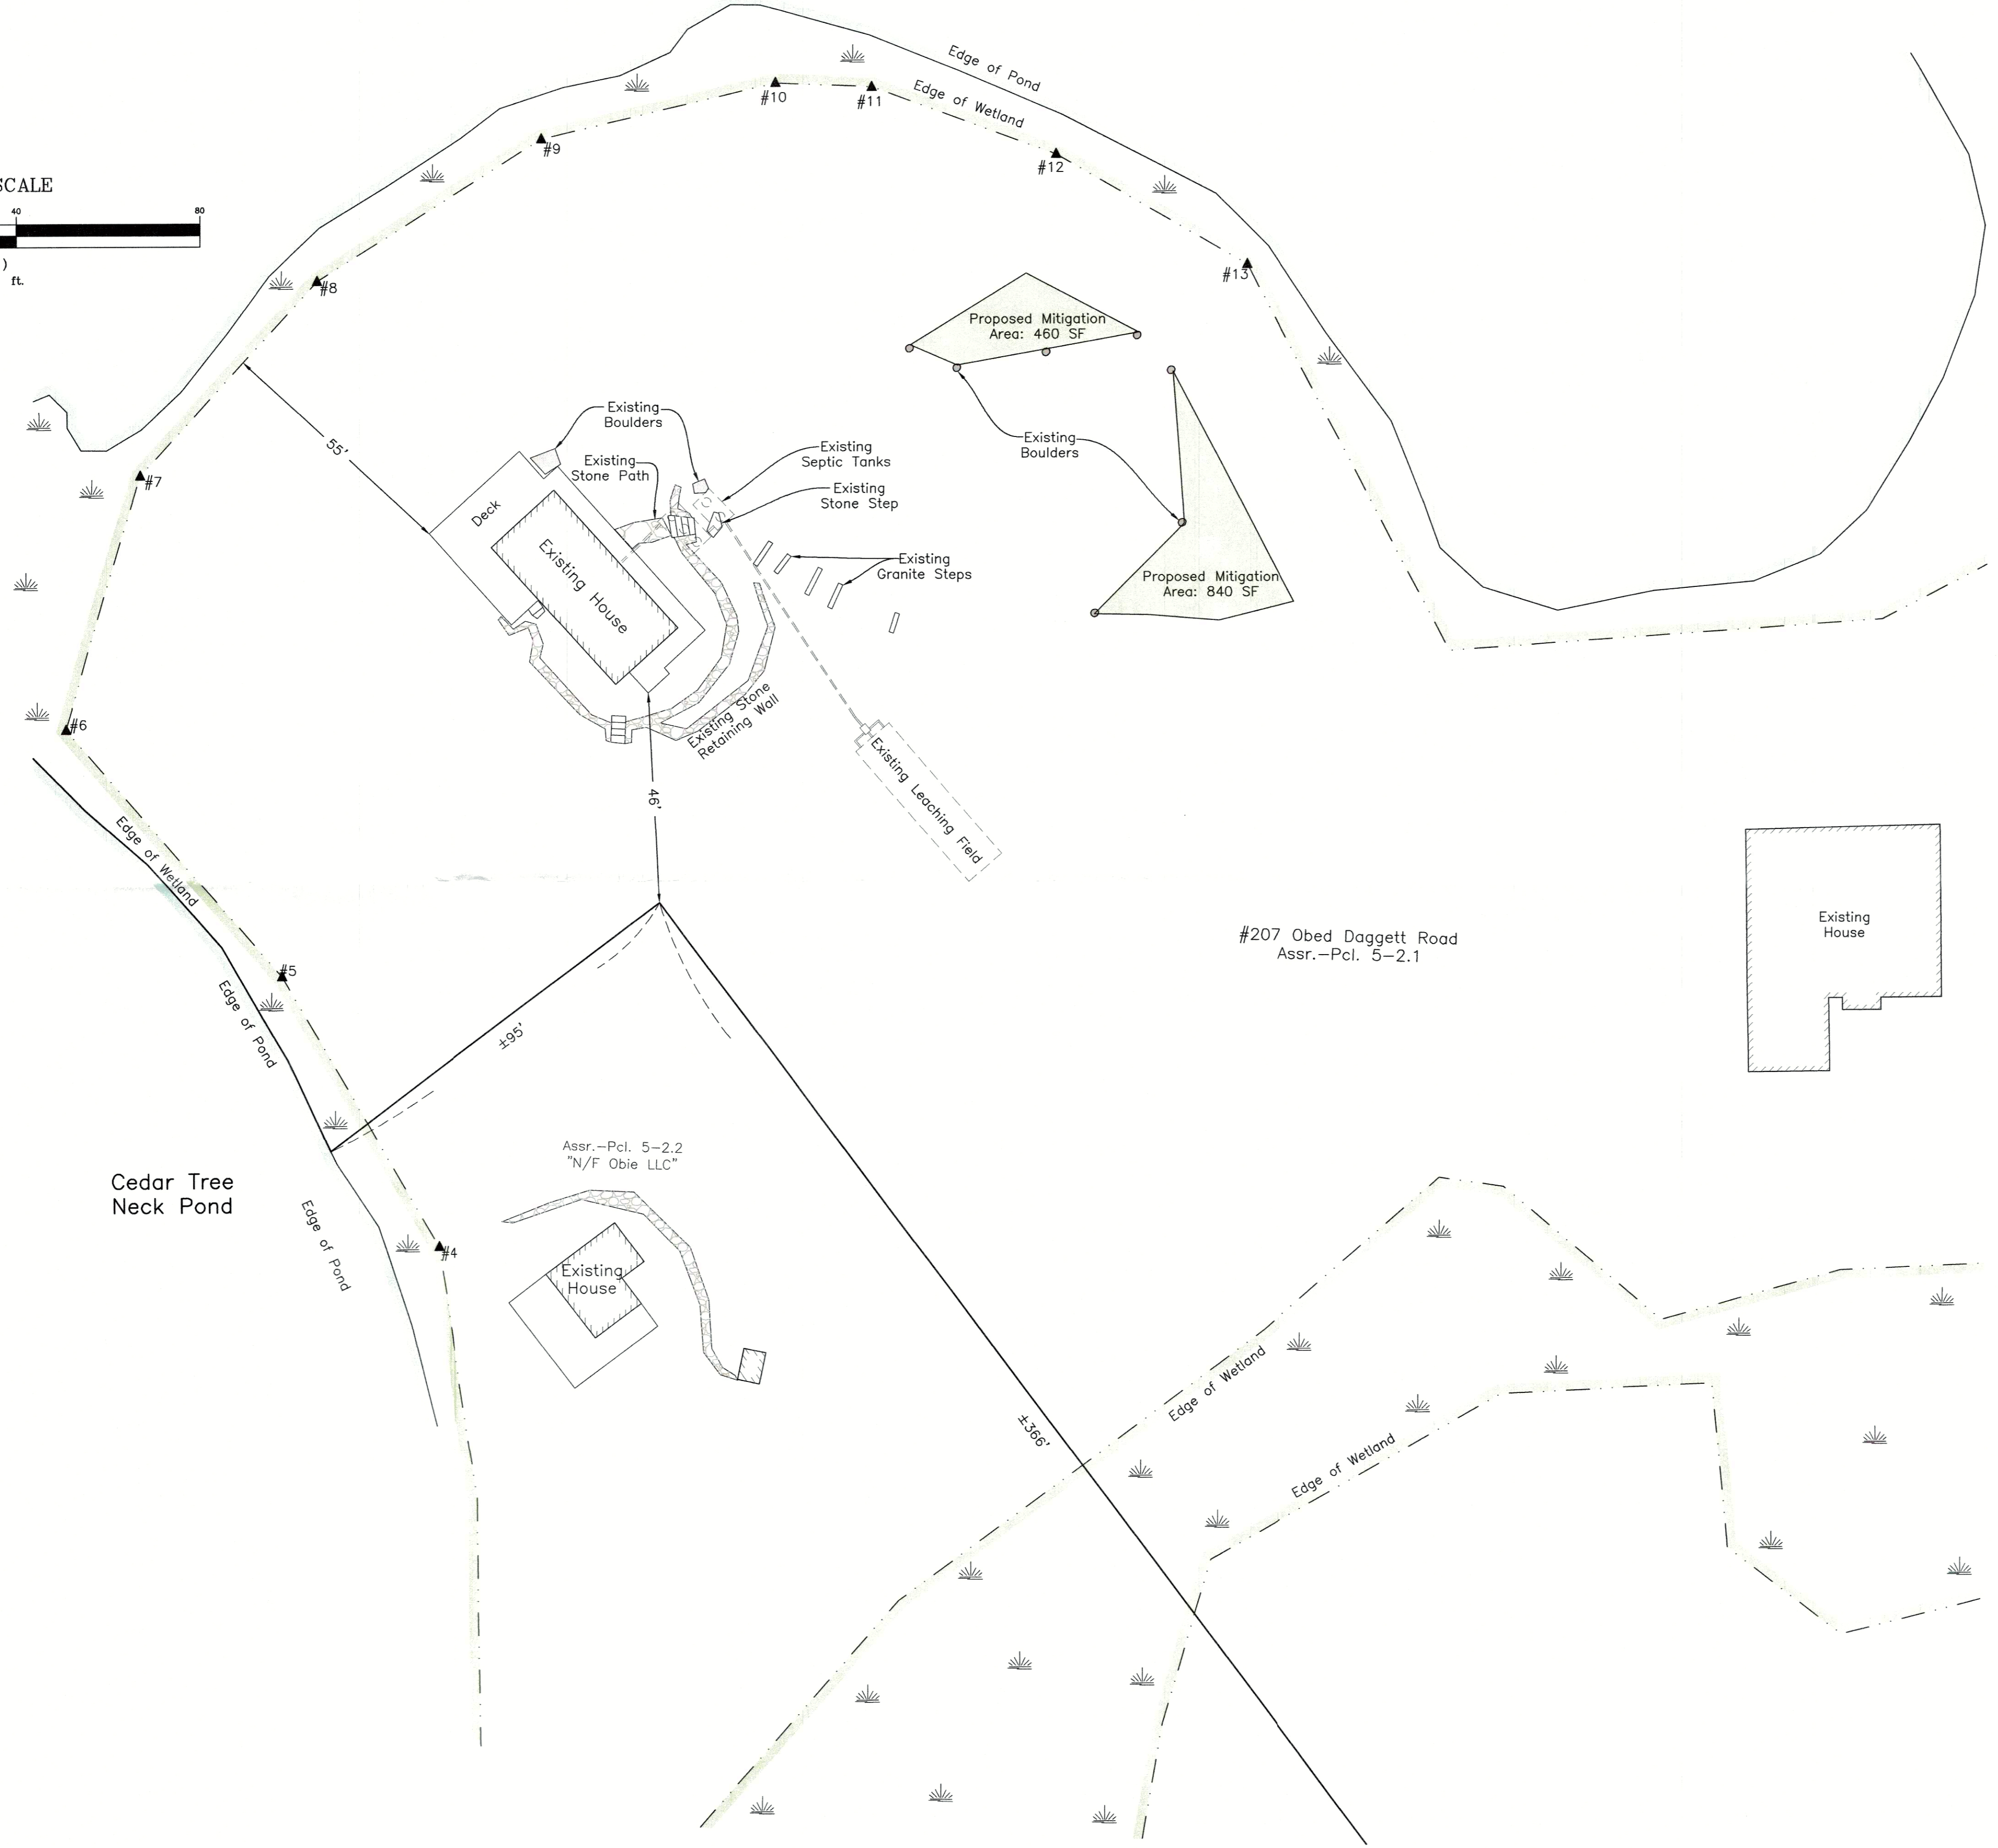 Edge of Pond
Edge of Wetland
#10
#11
#9
#12
SCALE
40
80
)
ft.
#8
#13
Proposed Mitigation
Area: 460 SF
Existing
Boulders
55'
Existing
Stone Path
Existing
Septic Tanks
Existing
Boulders
Existing
Stone Step
#7
Deck
Existing House
Existing
Granite Steps
Proposed Mitigation
Area: 840 SF
#6
Existing Stone
Retaining Wall
46'
Existing Leaching Field
Edge of Wetland
#207 Obed Daggett Road
Assr.-Pcl. 5-2.1
Existing
House
#5
Edge of Pond
±95'
Assr.-Pcl. 5-2.2
"N/F Obie LLC"
Cedar Tree
Neck Pond
Edge of Pond
#4
Existing
House
Edge of Wetland
±366'
Edge of Wetland